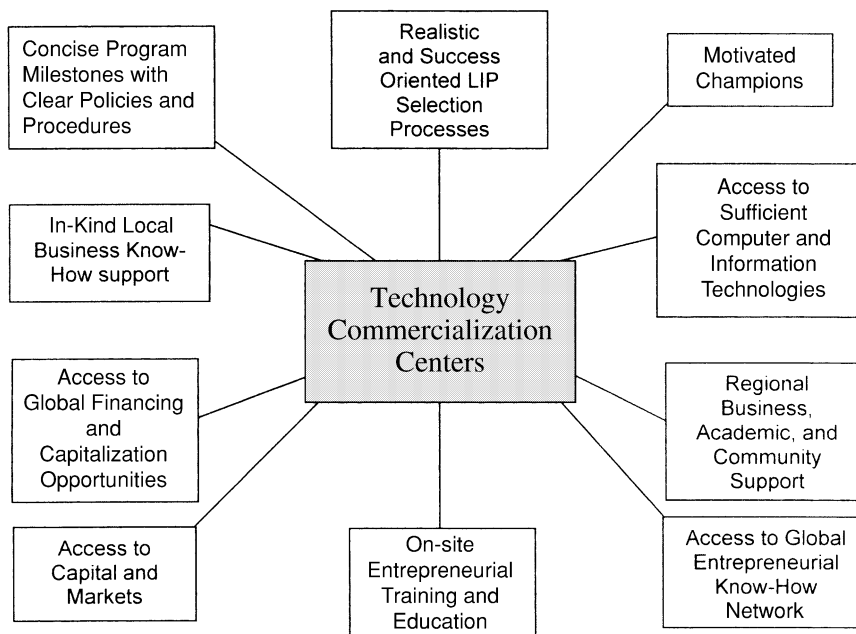 Concise Program
Milestones with
Clear Policies and
Procedures
Realistic
and Success
Oriented LIP
Selection
Processes
Motivated
Champions
In-Kind Local
Business Know-
How support
Access to
Sufficient
Computer and
Information
Technologies
Technology
Commercialization
Centers
Access to
Global Financing
and
Capitalization
Opportunities
Regional
Business,
Academic, and
Community
Support
Access to
Capital and
Markets
On-site
Entrepreneurial
Training and
Education
Access to Global
Entrepreneurial
Know-How
Network